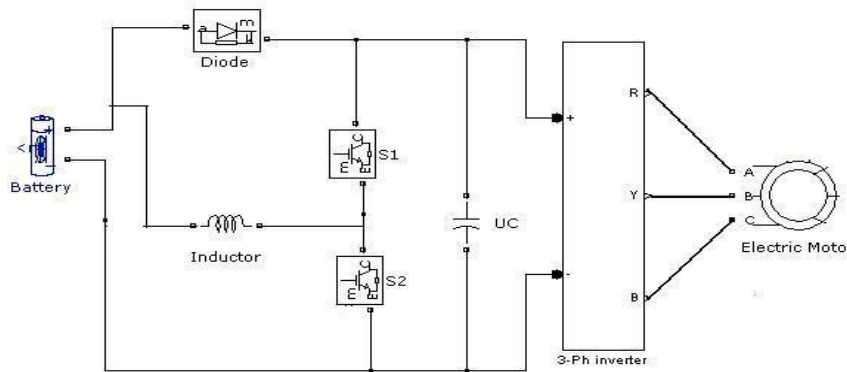 a m
k
Diode
+
-
Battery
Inductor
C
m
E
S1
C
m
E
S2
UC
+
-
R
Y
B
3-Ph inverter
A
B
C
Electric Moto